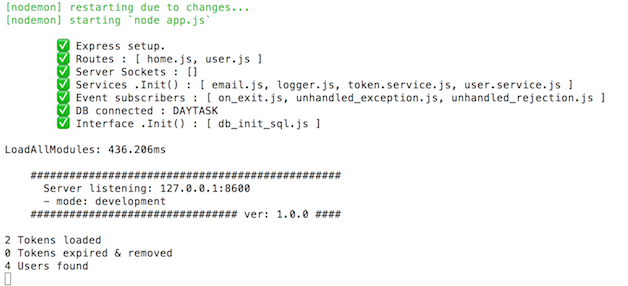 [nodemon] restarting due to changes...
[nodemon] starting `node app.js`
✅ Express setup.
✅ Routes : [ home.js, user.js ]
✅ Server Sockets : []
✅ Services .Init() : [ email.js, logger.js, token.service.js, user.service.js ]
✅ Event subscribers : [ on_exit.js, unhandled_exception.js, unhandled_rejection.js ]
✅ DB connected : DAYTASK
✅ Interface .Init() : [ db_init_sql.js ]
LoadAllModules: 436.206ms
################################################
Server listening: 127.0.0.1:8600
- mode: development
################################ ver: 1.0.0 ####
2 Tokens loaded
0 Tokens expired & removed
4 Users found